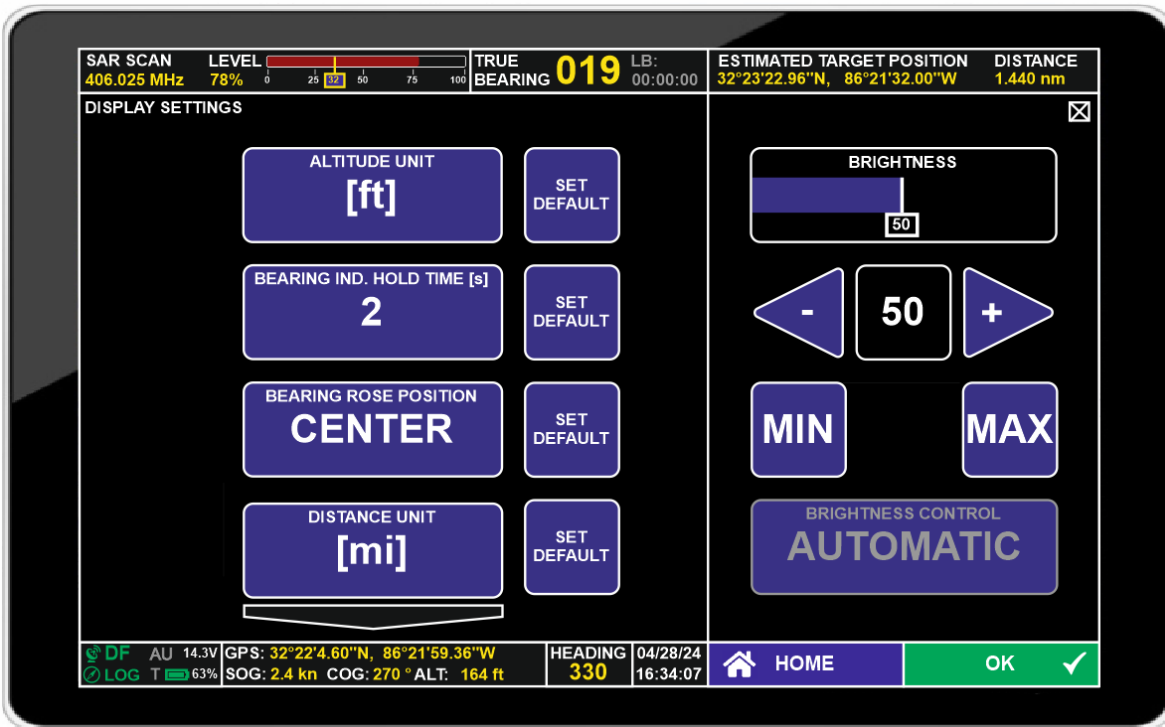 SAR SCAN LEVEL
406.025 MHz 78% 0 25 32 50 75 100
TRUE
BEARING 019
LB:
00:00:00
ESTIMATED TARGET POSITION DISTANCE
32°23'22.96"N, 86°21'32.00"W 1.440 nm
DISPLAY SETTINGS
ALTITUDE UNIT
[ft]
SET
DEFAULT
BEARING IND. HOLD TIME [s]
2
SET
DEFAULT
BEARING ROSE POSITION
CENTER
SET
DEFAULT
DISTANCE UNIT
[mi]
SET
DEFAULT
BRIGHTNESS
50
- 50 +
MIN MAX
BRIGHTNESS CONTROL
AUTOMATIC
DF AU 14.3V
LOG T 63%
GPS: 32°22'4.60"N, 86°21'59.36"W
SOG: 2.4 kn COG: 270 ° ALT: 164 ft
HEADING
330
04/28/24
16:34:07
HOME
OK